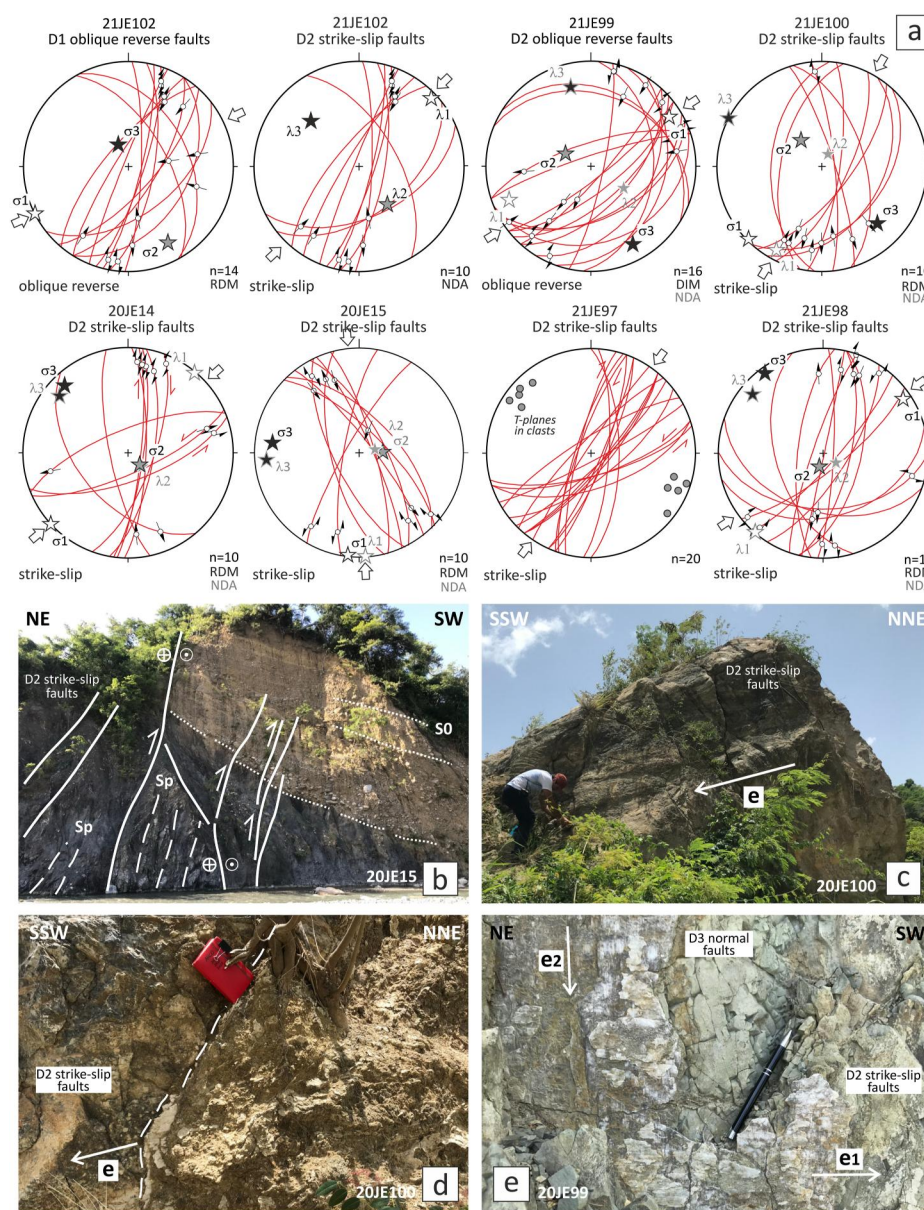 a
21JE102
D1 oblique reverse faults
σ3
σ1
σ2
oblique reverse
n=14
RDM
21JE102
D2 strike-slip faults
λ3
λ1
λ2
strike-slip
n=10
NDA
21JE99
D2 oblique reverse faults
λ3
σ1
σ2
λ2
λ1
σ3
oblique reverse
n=16
DIM
NDA
21JE100
D2 strike-slip faults
λ3
σ2
λ2
σ1
σ3
λ1
strike-slip
RDM
NDA
20JE14
D2 strike-slip faults
λ1
σ3
λ3
σ2
λ2
σ1
strike-slip
n=10
RDM
NDA
20JE15
D2 strike-slip faults
λ2
σ3
σ2
λ3
σ1
λ1
strike-slip
n=10
RDM
NDA
21JE97
D2 strike-slip faults
T-planes
in clasts
strike-slip
n=20
21JE98
D2 strike-slip faults
σ3
λ3
σ1
σ2
λ2
λ1
strike-slip
NE
SW
D2 strike-slip
faults
S0
Sp
Sp
20JE15
b
SSW
NNE
D2 strike-slip
faults
e
20JE100
c
SSW
NNE
D2 strike-slip
faults
e
20JE100
d
NE
SW
e2
D3 normal
faults
D2 strike-slip
faults
e1
e
20JE99